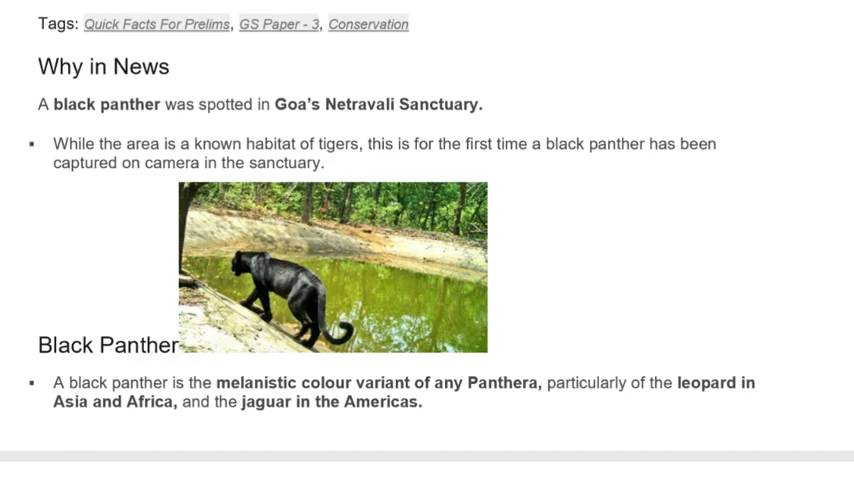 Tags: Quick Facts For Prelims, GS Paper - 3, Conservation
Why in News
A black panther was spotted in Goa's Netravali Sanctuary.
▪ While the area is a known habitat of tigers, this is for the first time a black panther has been
captured on camera in the sanctuary.
Black Panther
▪ A black panther is the melanistic colour variant of any Panthera, particularly of the leopard in
Asia and Africa, and the jaguar in the Americas.